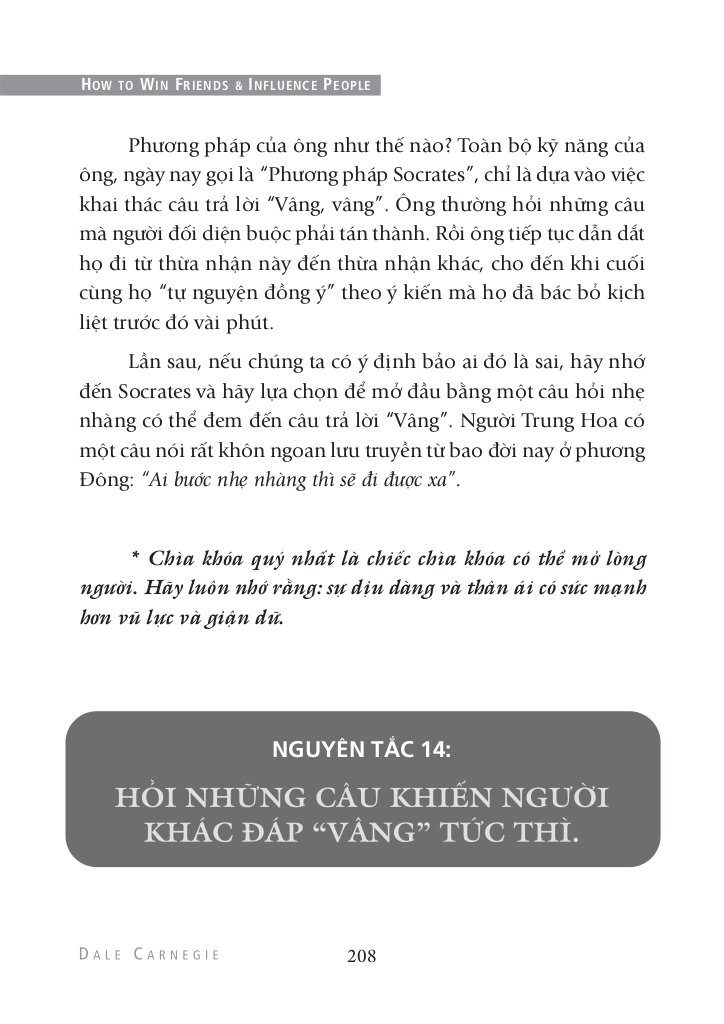 HOW TO WIN FRIENDS & INFLUENCE PEOPLE
Phương pháp của ông như thế nào? Toàn bộ kỹ năng của
ông, ngày nay gọi là “Phương pháp Socrates”, chỉ là dựa vào việc
khai thác câu trả lời “Vâng, vâng”. Ông thường hỏi những câu
mà người đối diện buộc phải tán thành. Rồi ông tiếp tục dẫn dắt
họ đi từ thừa nhận này đến thừa nhận khác, cho đến khi cuối
cùng họ “tự nguyện đồng ý” theo ý kiến mà họ đã bác bỏ kịch
liệt trước đó vài phút.
Lần sau, nếu chúng ta có ý định bảo ai đó là sai, hãy nhớ
đến Socrates và hãy lựa chọn để mở đầu bằng một câu hỏi nhẹ
nhàng có thể đem đến câu trả lời “Vâng”. Người Trung Hoa có
một câu nói rất khôn ngoan lưu truyền từ bao đời nay ở phương
Đông: “Ai bước nhẹ nhàng thì sẽ đi được xa”.
* Chìa khóa quý nhất là chiếc chìa khóa có thể mở lòng
người. Hãy luôn nhớ rằng: sự dịu dàng và thân ái có sức mạnh
hơn vũ lực và giận dữ.
NGUYÊN TẮC 14:
HỎI NHỮNG CÂU KHIẾN NGƯỜI
KHÁC ĐÁP “VÂNG” TỨC THÌ.
DALE CARNEGIE
208